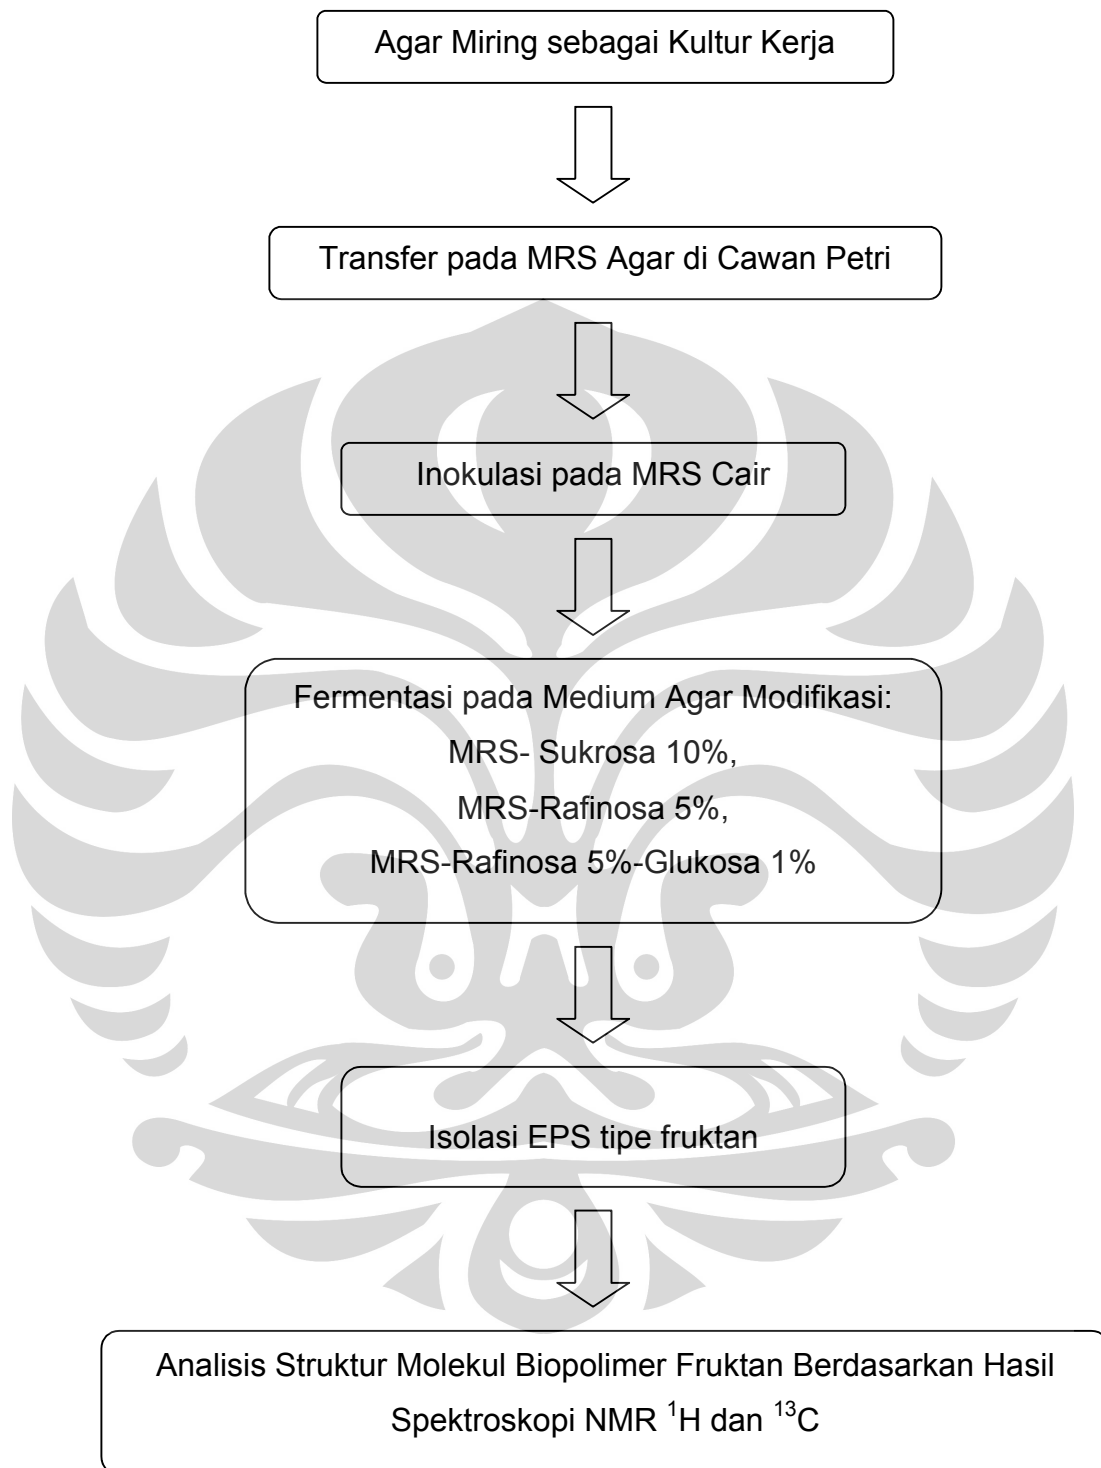 Agar Miring sebagai Kultur Kerja
Transfer pada MRS Agar di Cawan Petri
Inokulasi pada MRS Cair
Fermentasi pada Medium Agar Modifikasi:
MRS- Sukrosa 10%,
MRS-Rafinosa 5%,
MRS-Rafinosa 5%-Glukosa 1%
Isolasi EPS tipe fruktan
Analisis Struktur Molekul Biopolimer Fruktan Berdasarkan Hasil
Spektroskopi NMR ¹H dan ¹³C